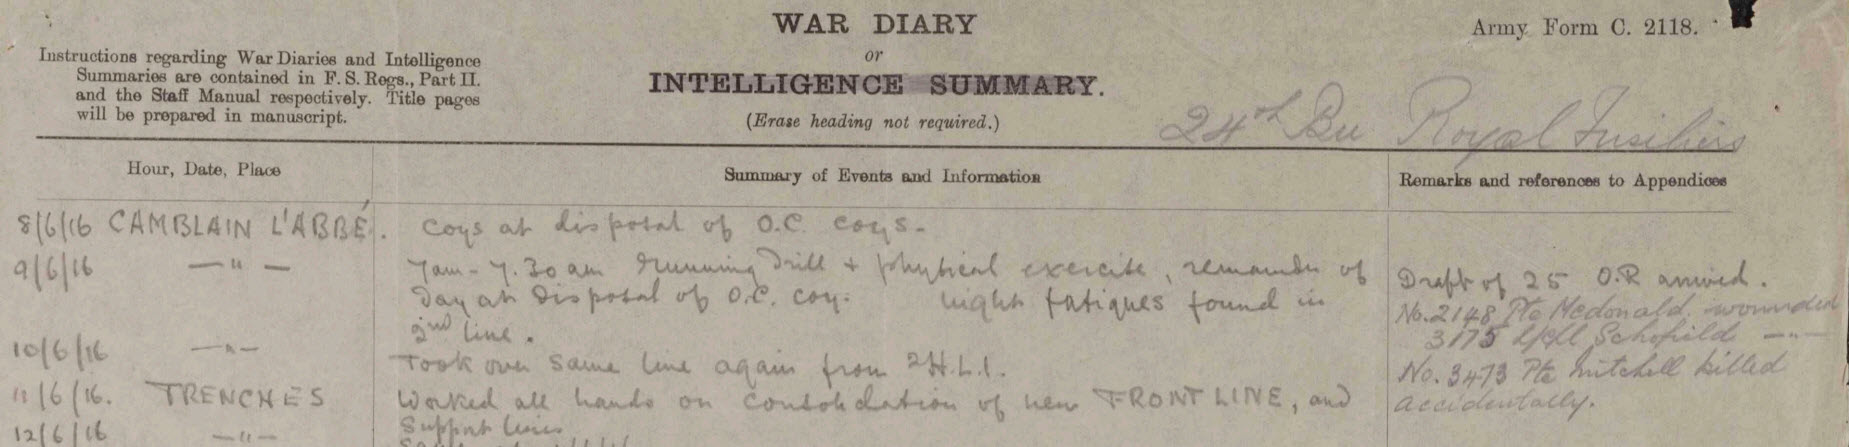 WAR DIARY
or
INTELLIGENCE SUMMARY.
(Erase heading not required.)
Army Form C. 2118.
Instructions regarding War Diaries and Intelligence
Summaries are contained in F. S. Regs., Part II.
and the Staff Manual respectively. Title pages
will be prepared in manuscript.
24th Bn Royal Fusiliers
Hour, Date, Place
Summary of Events and Information
Remarks and references to Appendices
8/6/16 CAMBLAIN L'ABBÉ. Coys at disposal of O.C. coys.
9/6/16 —"— 7am - 7.30 am Running Drill + physical exercise, remainder of
Day at Disposal of O.C. coy. night fatigues found in
2nd line.
Draft of 25 O.R arrived.
No. 2148 Pte Mcdonald. wounded
3175 L/Cpl Schofield —"—
10/6/16 —"— Took over same line again from 2H.L.I.
No. 3473 Pte Mitchell killed
accidentally.
11/6/16. TRENCHES Worked all hands on consolidation of new FRONT LINE, and
Support lines
12/6/16 —"—